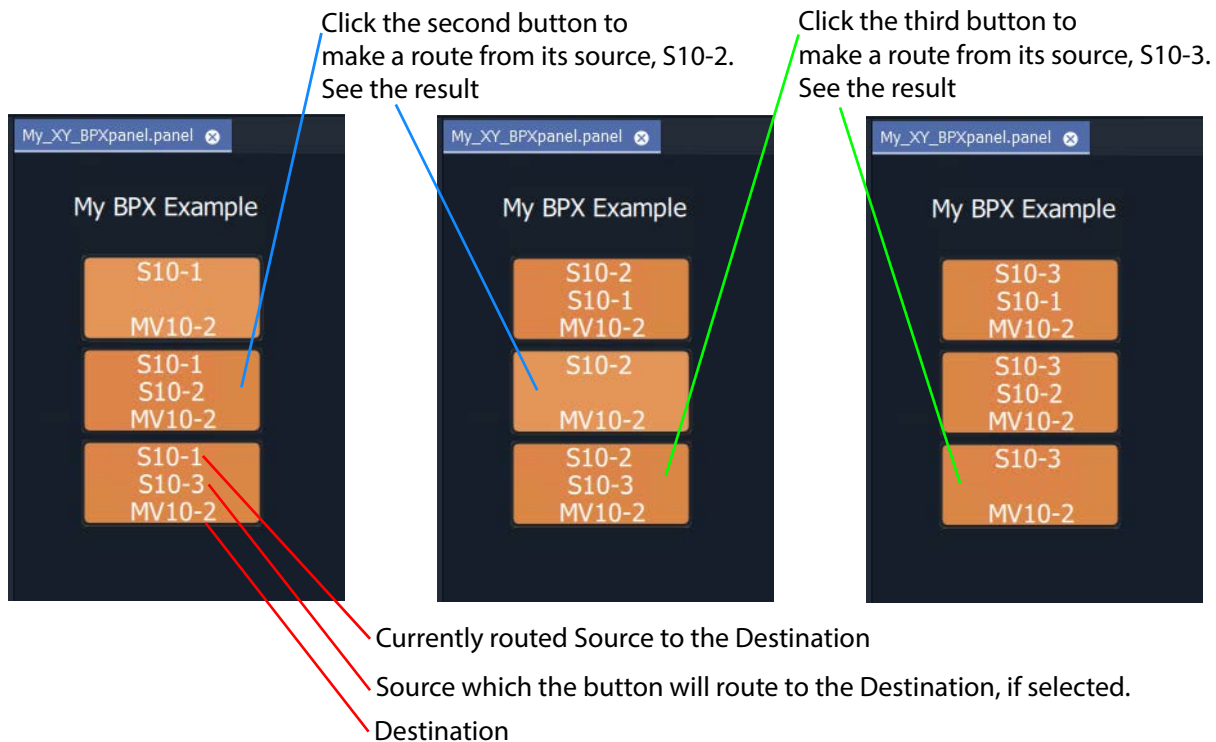 Click the second button to
make a route from its source, S10-2.
See the result
Click the third button to
make a route from its source, S10-3.
See the result
My_XY_BPXpanel.panel
My BPX Example
S10-1
MV10-2
S10-1
S10-2
MV10-2
S10-1
S10-3
MV10-2
My_XY_BPXpanel.panel
My BPX Example
S10-2
S10-1
MV10-2
S10-2
MV10-2
S10-2
S10-3
MV10-2
My_XY_BPXpanel.panel
My BPX Example
S10-3
S10-1
MV10-2
S10-3
S10-2
MV10-2
S10-3
MV10-2
Currently routed Source to the Destination
Source which the button will route to the Destination, if selected.
Destination